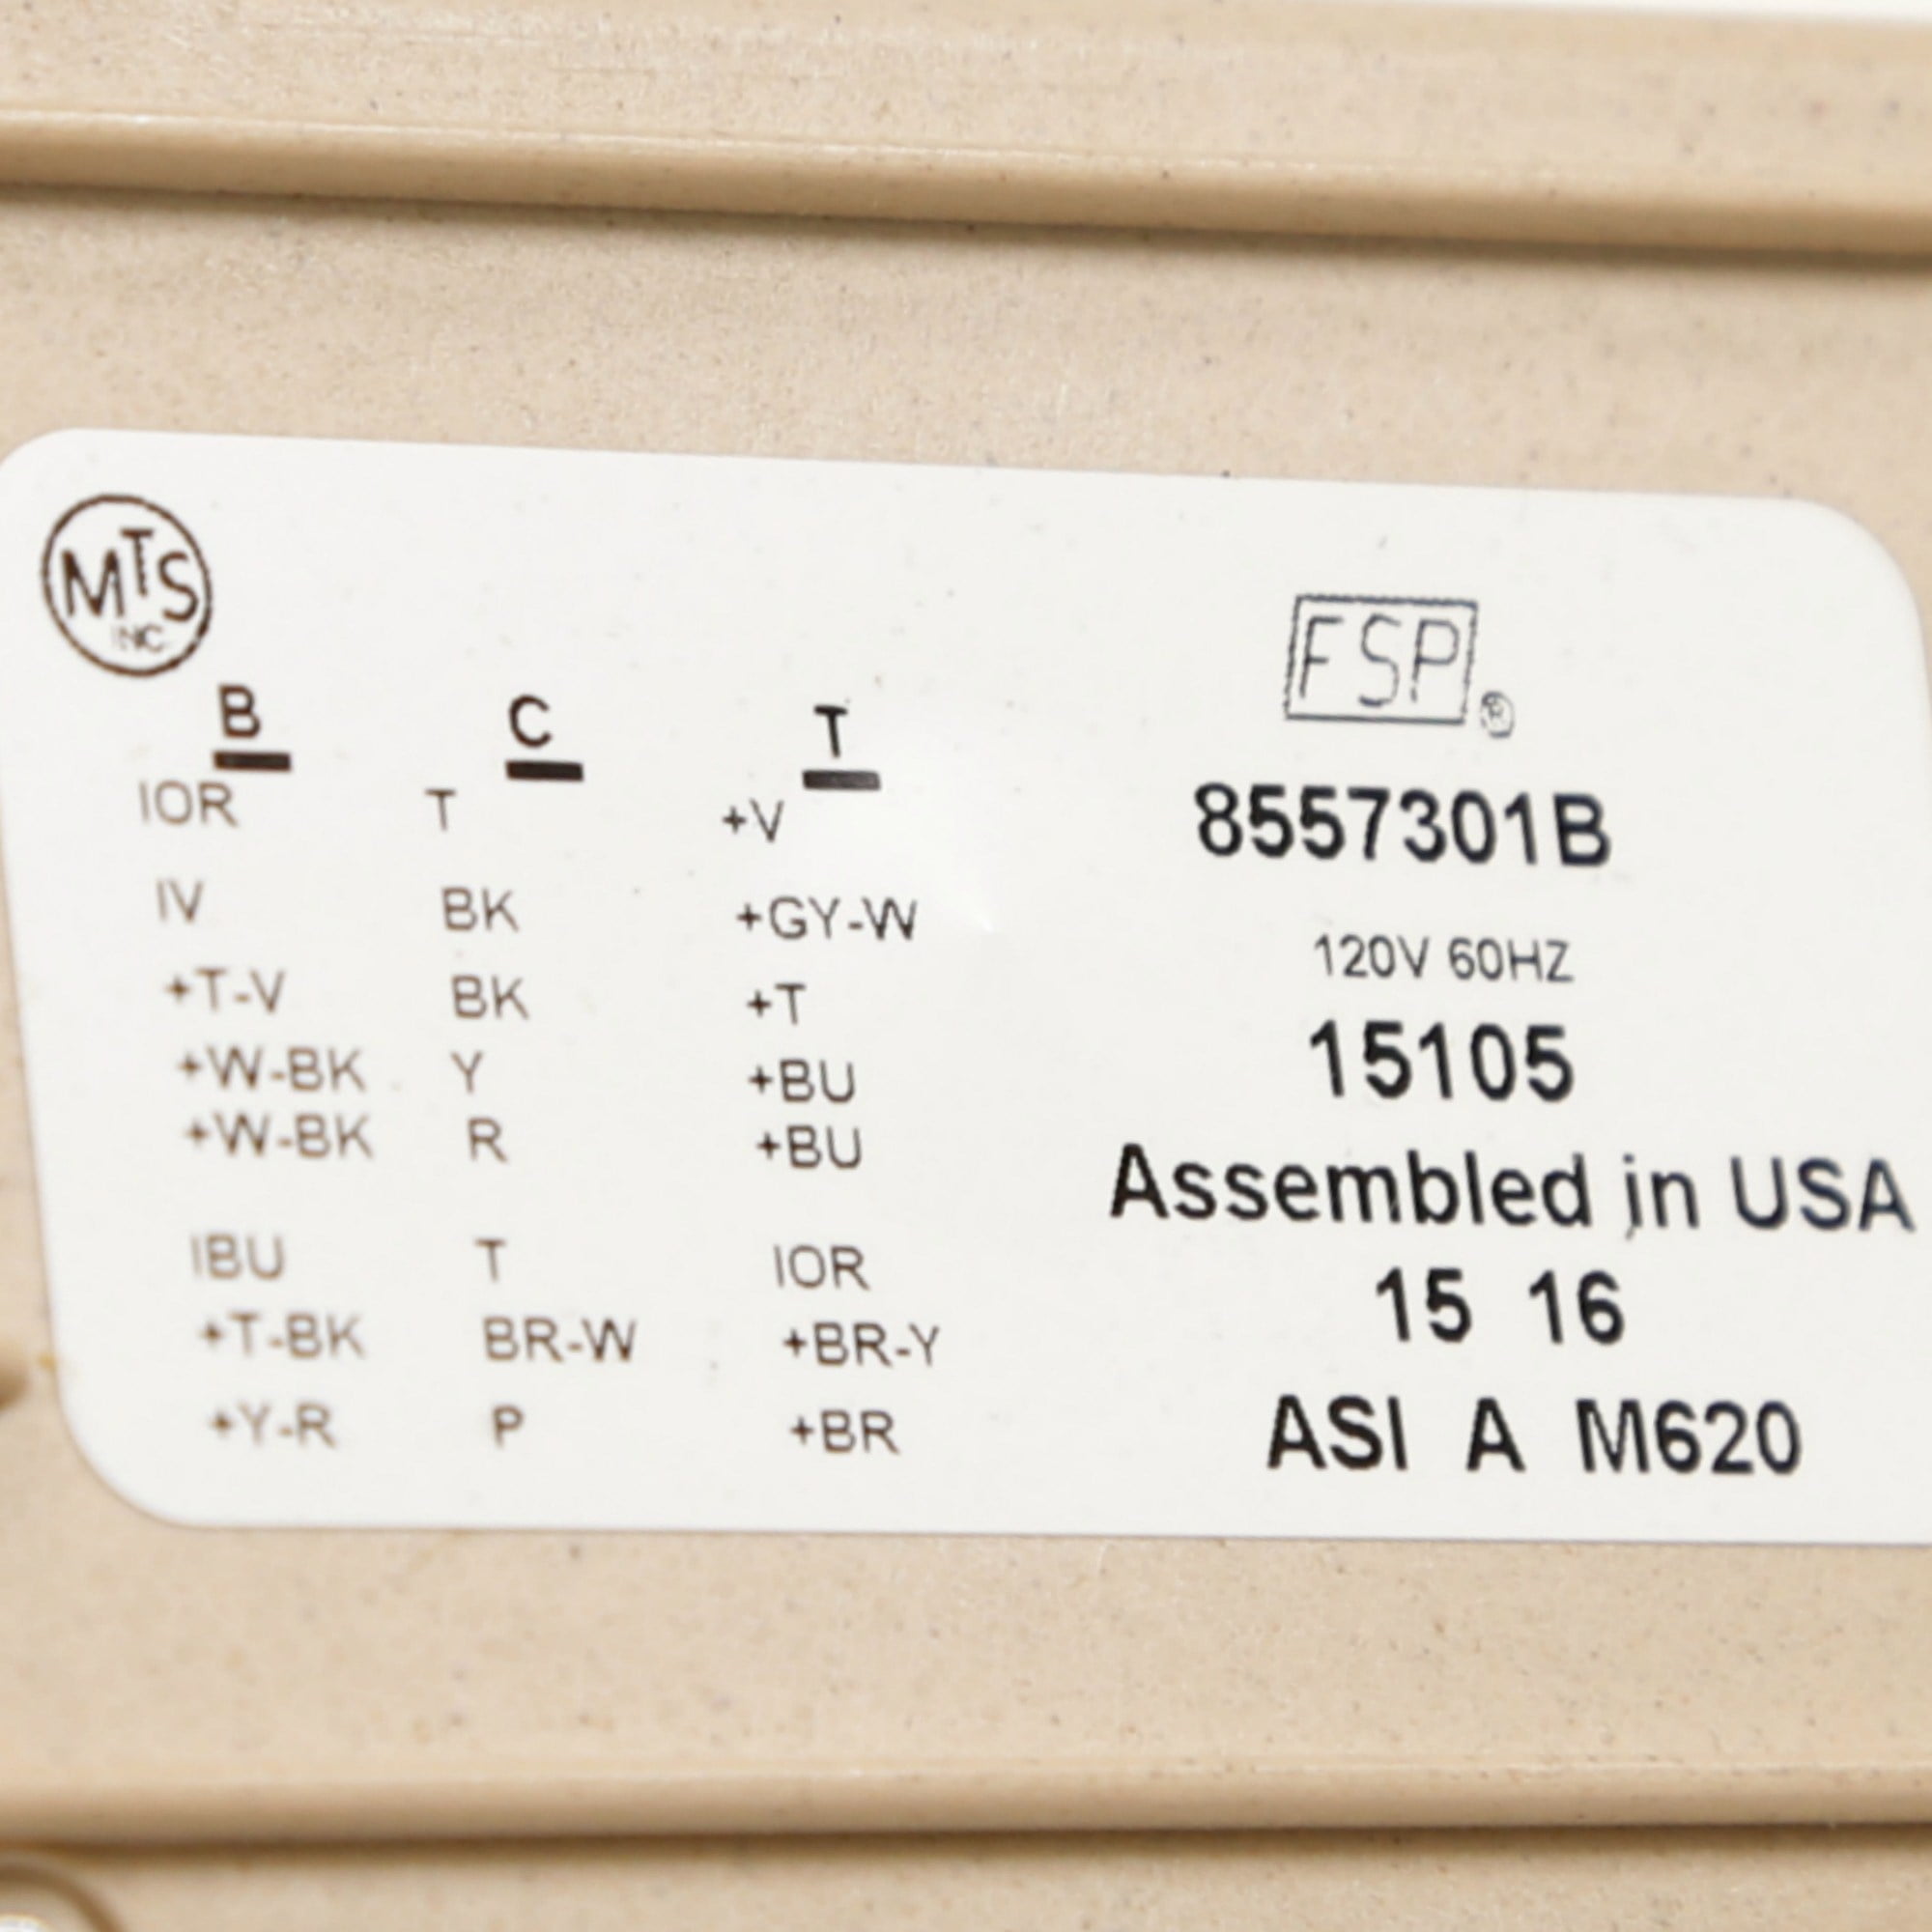 MTS
INC
B C T
IOR T +V
IV BK +GY-W
+T-V BK +T
+W-BK Y +BU
+W-BK R +BU
IBU T IOR
+T-BK BR-W +BR-Y
+Y-R P +BR
FSP®
8557301B
120V 60HZ
15105
Assembled in USA
15 16
ASI A M620